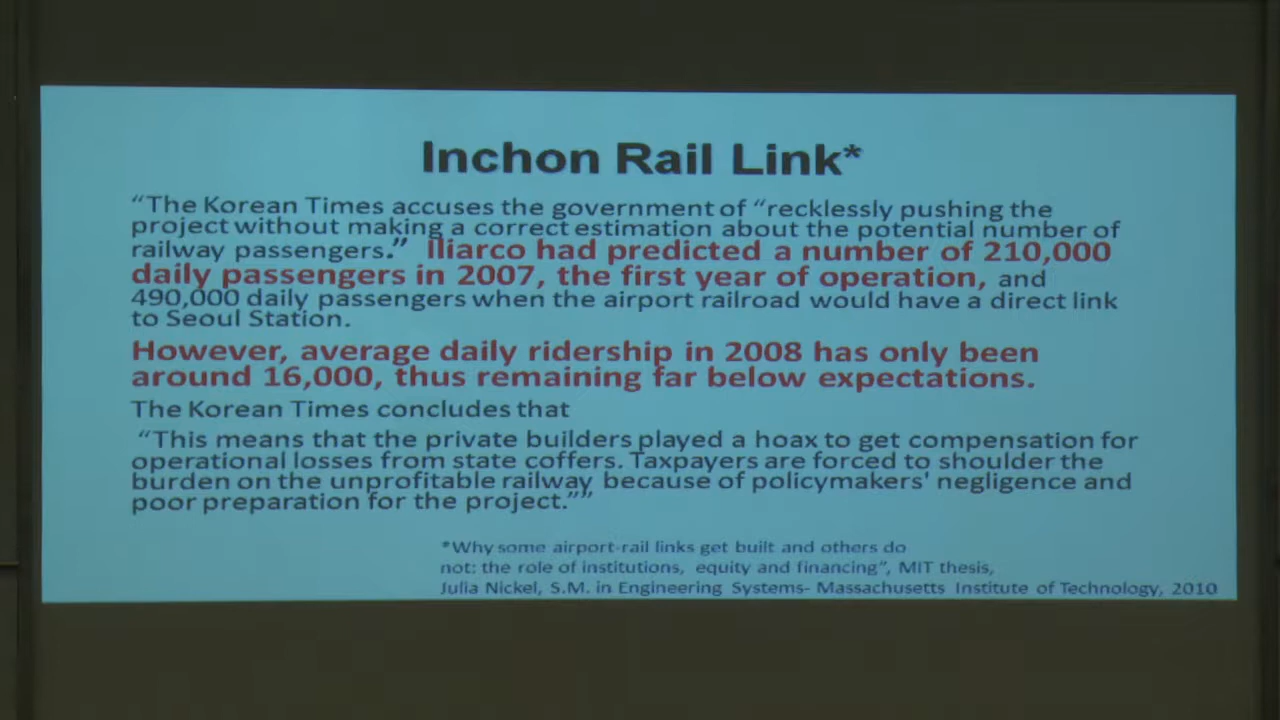 Inchon Rail Link*
“The Korean Times accuses the government of “recklessly pushing the
project without making a correct estimation about the potential number of
railway passengers.” Iliarco had predicted a number of 210,000
daily passengers in 2007, the first year of operation, and
490,000 daily passengers when the airport railroad would have a direct link
to Seoul Station.
However, average daily ridership in 2008 has only been
around 16,000, thus remaining far below expectations.
The Korean Times concludes that
“This means that the private builders played a hoax to get compensation for
operational losses from state coffers. Taxpayers are forced to shoulder the
burden on the unprofitable railway because of policymakers' negligence and
poor preparation for the project.””
*Why some airport-rail links get built and others do
not: the role of institutions, equity and financing”, MIT thesis,
Julia Nickel, S.M. in Engineering Systems- Massachusetts Institute of Technology, 2010